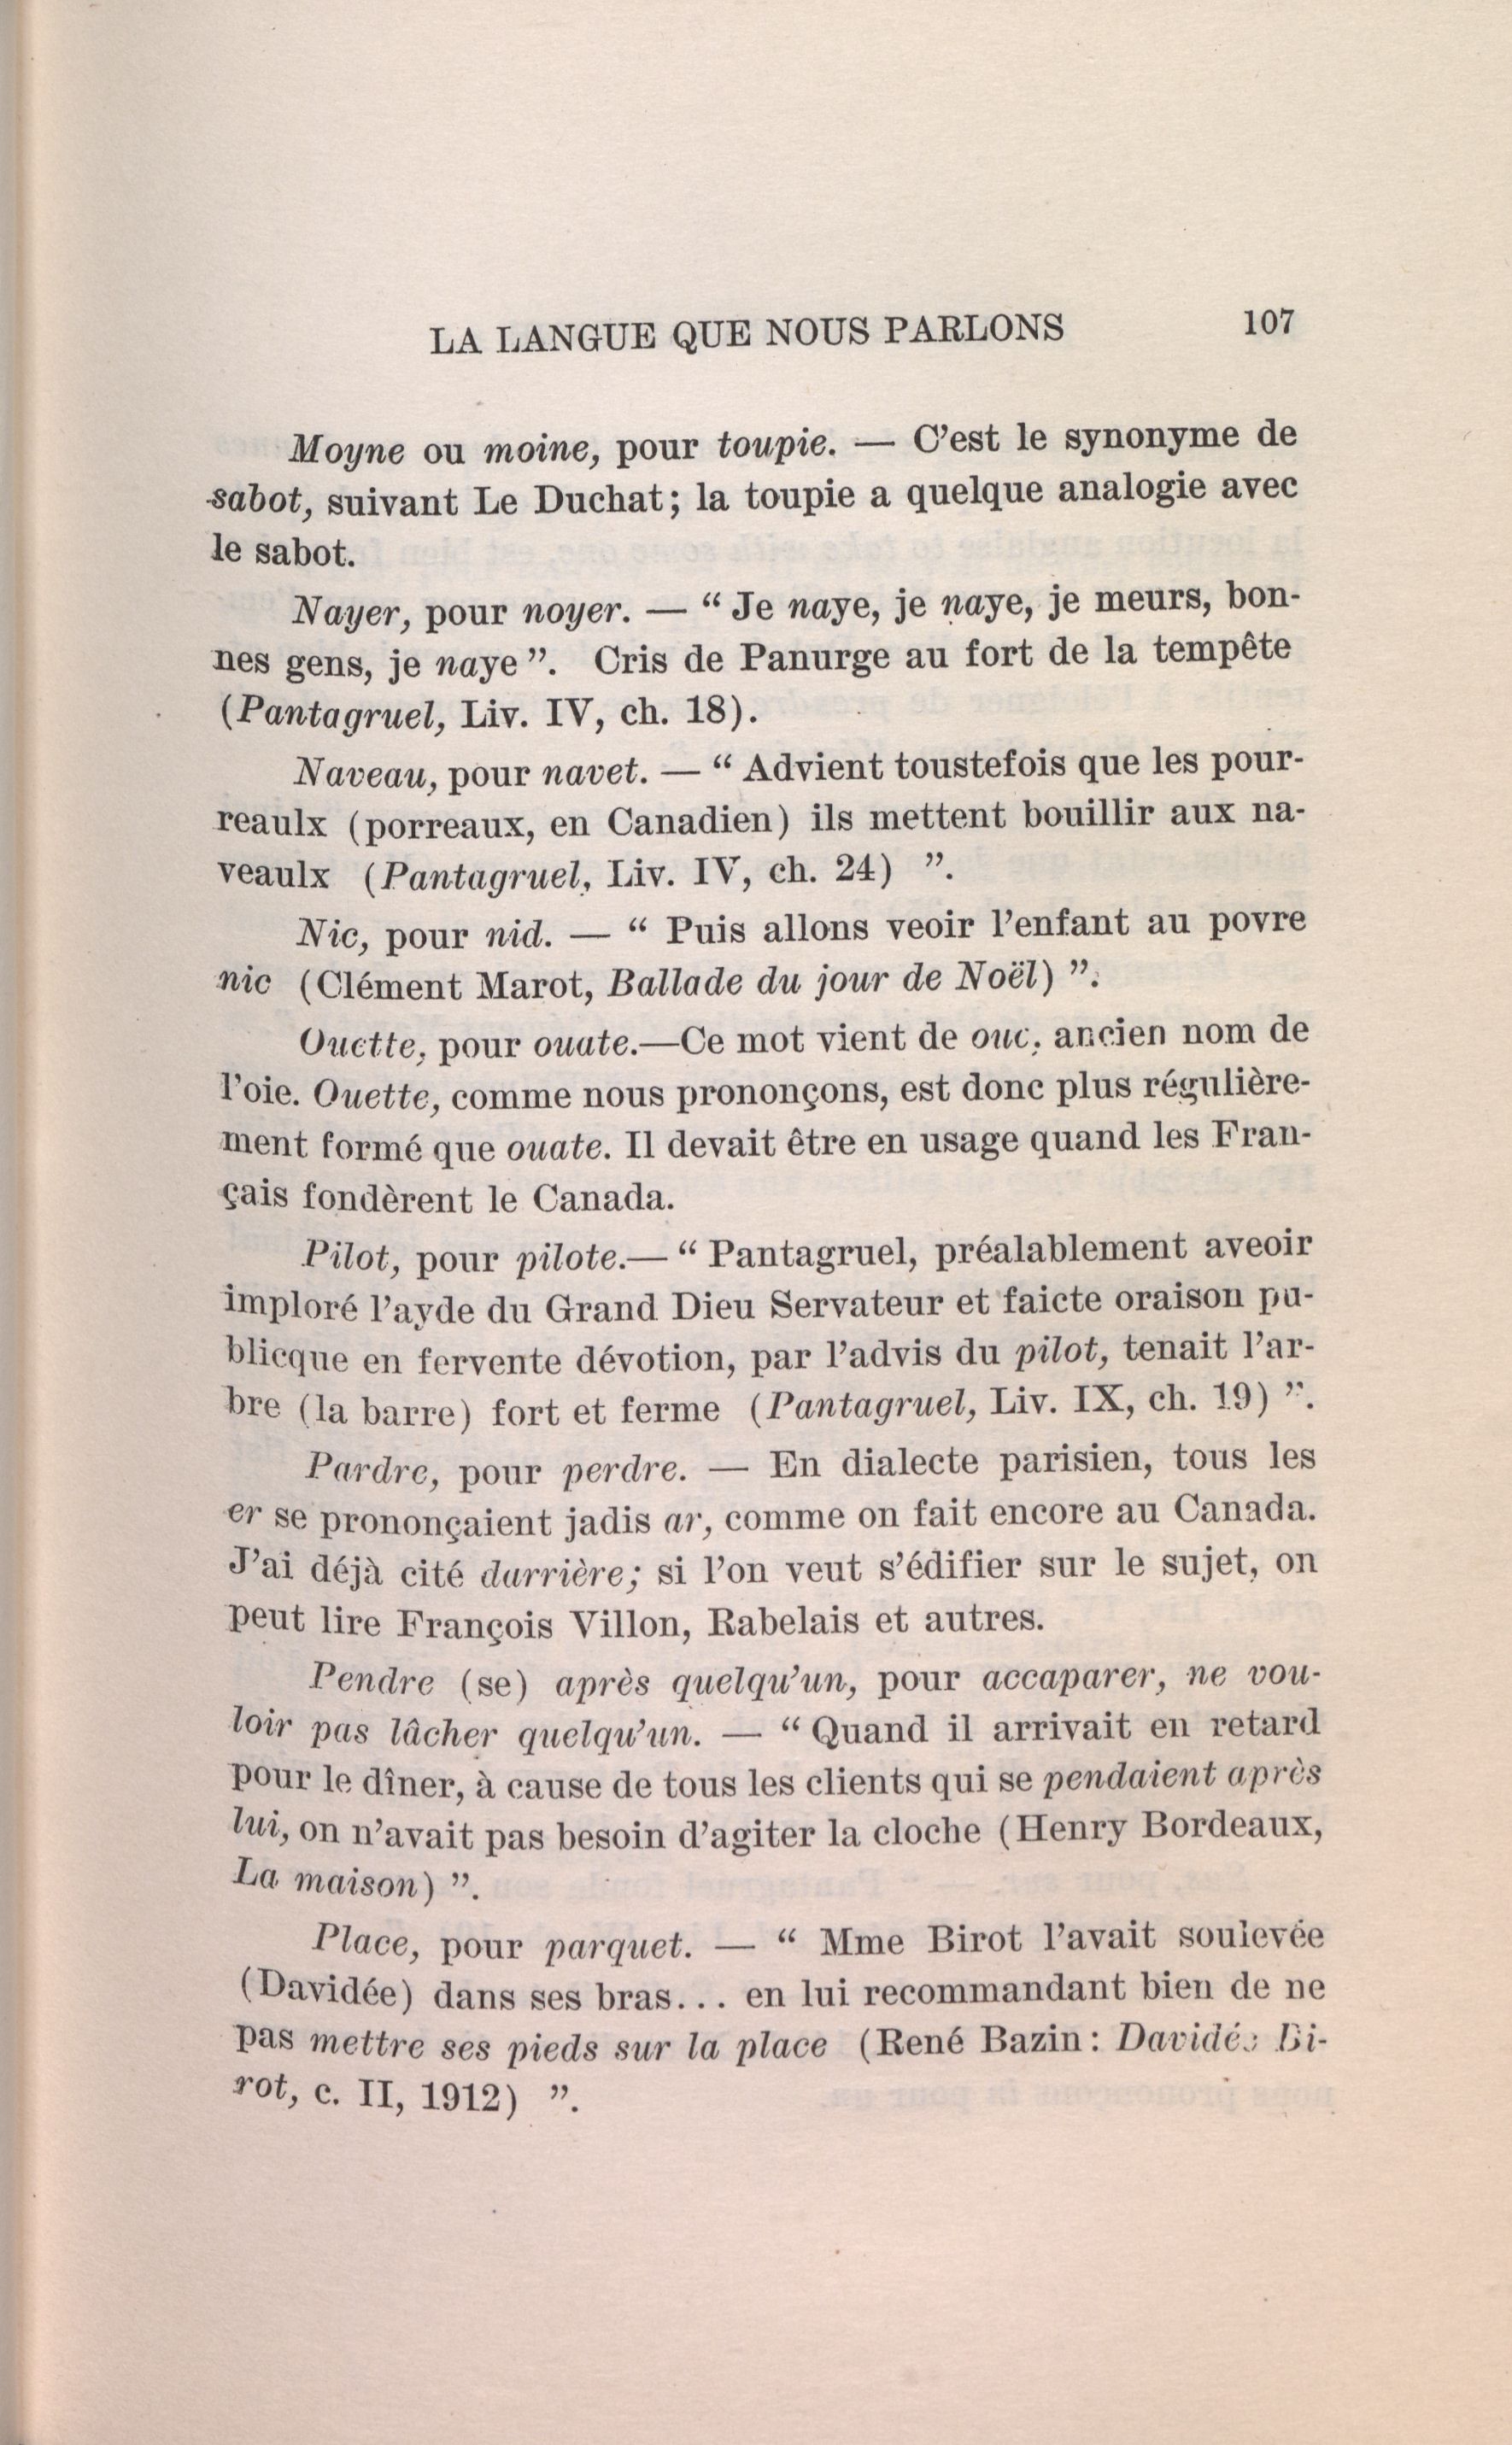 LA LANGUE QUE NOUS PARLONS 107
Moyne ou moine, pour toupie. — C’est le synonyme de
sabot, suivant Le Duchat; la toupie a quelque analogie avec
le sabot.
Nayer, pour noyer. — “ Je naye, je naye, je meurs, bon-
nes gens, je naye ”. Cris de Panurge au fort de la tempête
(Pantagruel, Liv. IV, ch. 18).
Naveau, pour navet. — “ Advient toustefois que les pour-
reaulx (porreaux, en Canadien) ils mettent bouillir aux na-
veaulx (Pantagruel, Liv. IV, ch. 24) ”.
Nic, pour nid. — “ Puis allons veoir l’enfant au povre
nic (Clément Marot, Ballade du jour de Noël) ”.
Ouette, pour ouate.—Ce mot vient de oue, ancien nom de
l’oie. Ouette, comme nous prononçons, est donc plus régulière-
ment formé que ouate. Il devait être en usage quand les Fran-
çais fondèrent le Canada.
Pilot, pour pilote.— “ Pantagruel, préalablement aveoir
imploré l’ayde du Grand Dieu Servateur et faicte oraison pu-
blicque en fervente dévotion, par l’advis du pilot, tenait l’ar-
bre (la barre) fort et ferme (Pantagruel, Liv. IX, ch. 19) ”.
Pardre, pour perdre. — En dialecte parisien, tous les
er se prononçaient jadis ar, comme on fait encore au Canada.
J’ai déjà cité darrière; si l’on veut s’édifier sur le sujet, on
peut lire François Villon, Rabelais et autres.
Pendre (se) après quelqu’un, pour accaparer, ne vou-
loir pas lâcher quelqu’un. — “ Quand il arrivait en retard
pour le dîner, à cause de tous les clients qui se pendaient après
lui, on n’avait pas besoin d’agiter la cloche (Henry Bordeaux,
La maison) ”.
Place, pour parquet. — “ Mme Birot l’avait soulevée
(Davidée) dans ses bras... en lui recommandant bien de ne
pas mettre ses pieds sur la place (René Bazin: Davidée Bi-
rot, c. II, 1912) ”.